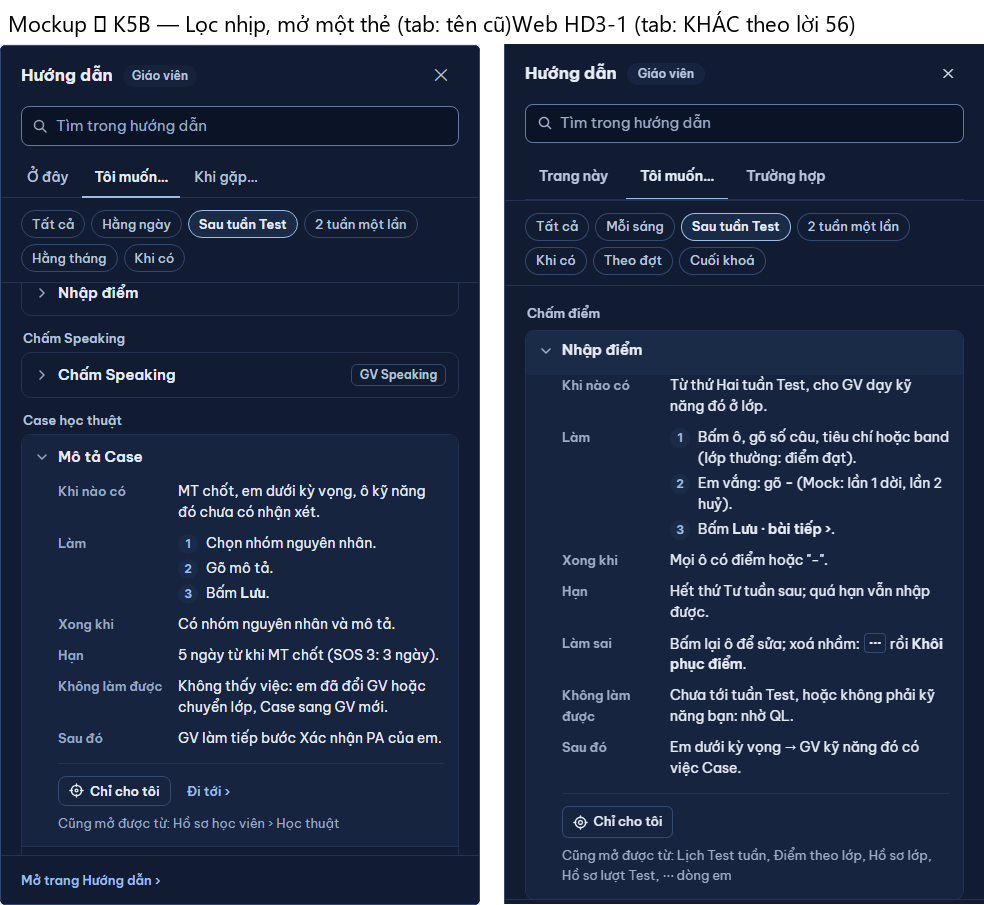 Mockup ▯ K5B — Lọc nhịp, mở một thẻ (tab: tên cũ)Web HD3-1 (tab: KHÁC theo lời 56)
Hướng dẫn Giáo viên
Tìm trong hướng dẫn
Ở đây Tôi muốn... Khi gặp...
Tất cả Hằng ngày Sau tuần Test 2 tuần một lần
Hằng tháng Khi có
Nhập điểm
Chấm Speaking
Chấm Speaking GV Speaking
Case học thuật
Mô tả Case
Khi nào có MT chốt, em dưới kỳ vọng, ô kỹ năng
đó chưa có nhận xét.
Làm 1 Chọn nhóm nguyên nhân.
2 Gõ mô tả.
3 Bấm Lưu.
Xong khi Có nhóm nguyên nhân và mô tả.
Hạn 5 ngày từ khi MT chốt (SOS 3: 3 ngày).
Không làm được Không thấy việc: em đã đổi GV hoặc
chuyển lớp, Case sang GV mới.
Sau đó GV làm tiếp bước Xác nhận PA của em.
Chỉ cho tôi Đi tới ›
Cũng mở được từ: Hồ sơ học viên › Học thuật
Mở trang Hướng dẫn ›
Hướng dẫn Giáo viên
Tìm trong hướng dẫn
Trang này Tôi muốn... Trường hợp
Tất cả Mỗi sáng Sau tuần Test 2 tuần một lần
Khi có Theo đợt Cuối khoá
Chấm điểm
Nhập điểm
Khi nào có Từ thứ Hai tuần Test, cho GV dạy kỹ
năng đó ở lớp.
Làm 1 Bấm ô, gõ số câu, tiêu chí hoặc band
(lớp thường: điểm đạt).
2 Em vắng: gõ - (Mock: lần 1 dời, lần 2
huỷ).
3 Bấm Lưu · bài tiếp ›.
Xong khi Mọi ô có điểm hoặc "-".
Hạn Hết thứ Tư tuần sau; quá hạn vẫn nhập
được.
Làm sai Bấm lại ô để sửa; xoá nhầm: ··· rồi Khôi
phục điểm.
Không làm
được Chưa tới tuần Test, hoặc không phải kỹ
năng bạn: nhờ QL.
Sau đó Em dưới kỳ vọng → GV kỹ năng đó có
việc Case.
Chỉ cho tôi
Cũng mở được từ: Lịch Test tuần, Điểm theo lớp, Hồ sơ lớp,
Hồ sơ lượt Test, ··· dòng em